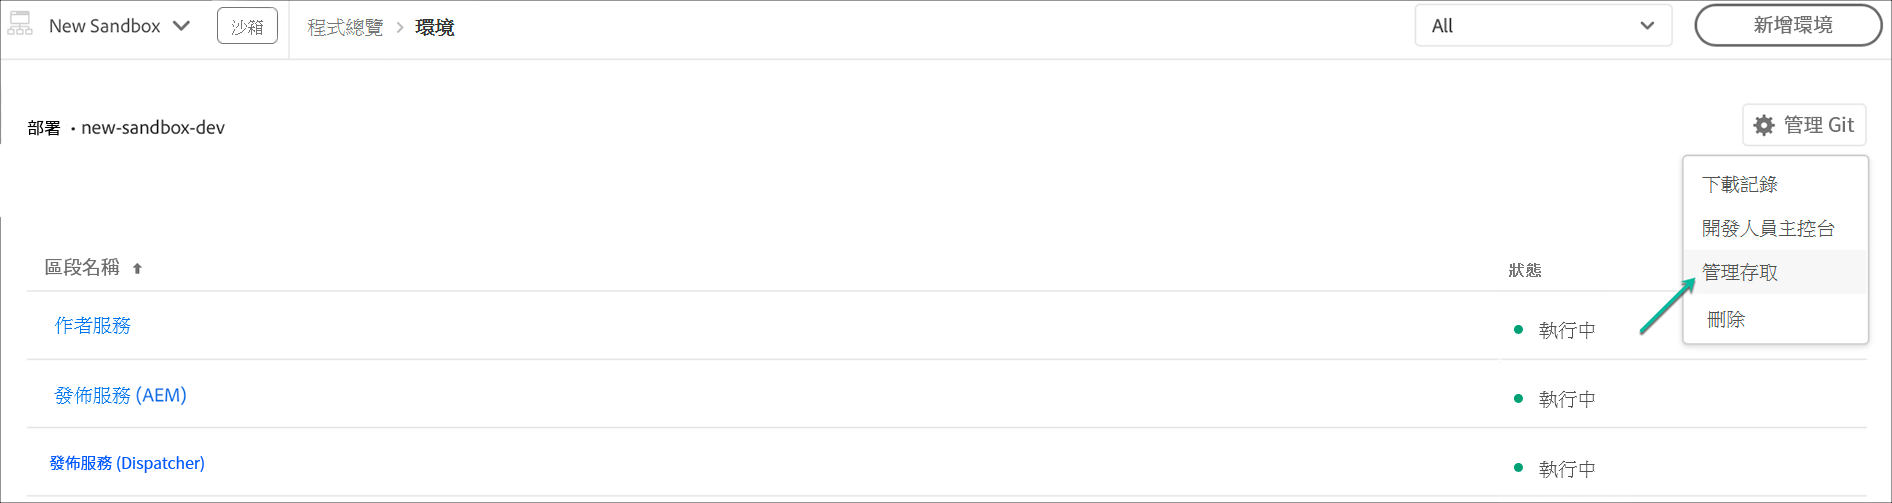 New Sandbox 沙箱 程式總覽 > 環境 All 新增環境
部署 • new-sandbox-dev 管理 Git
下載記錄
開發人員主控台
管理存取
刪除
區段名稱 ↑ 狀態
作者服務 執行中
發佈服務 (AEM) 執行中
發佈服務 (Dispatcher) 執行中